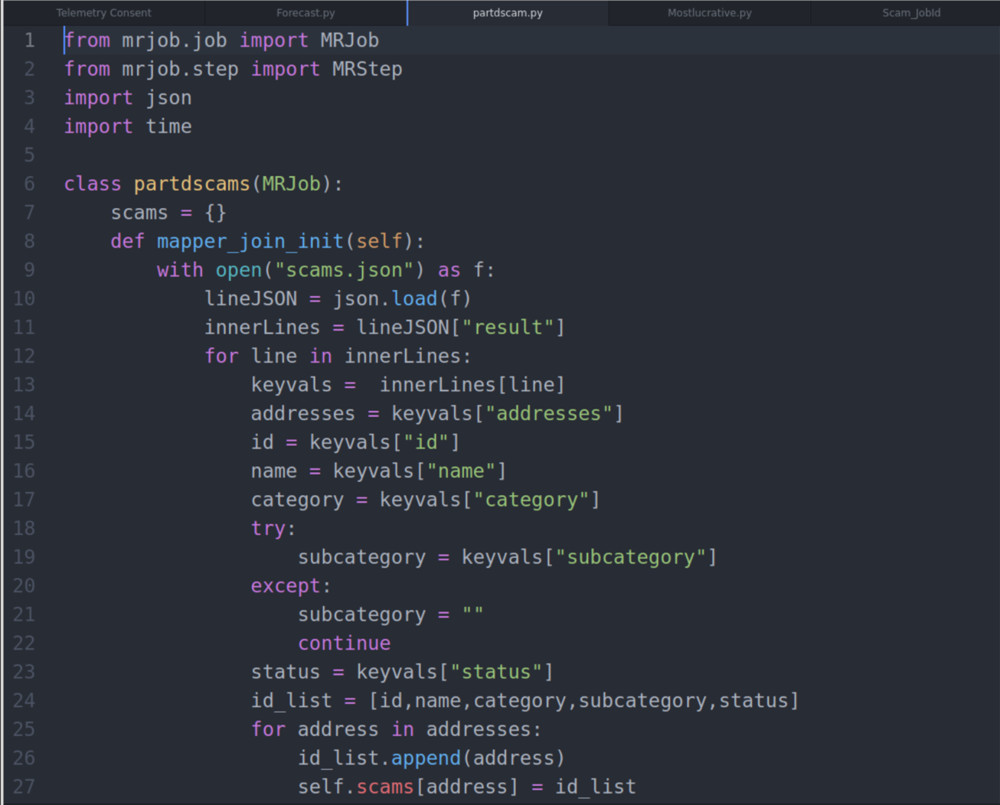 Telemetry Consent Forecast.py partdscam.py Mostlucrative.py Scam_JobId
1 from mrjob.job import MRJob
2 from mrjob.step import MRStep
3 import json
4 import time
5
6 class partdscams(MRJob):
7     scams = {}
8     def mapper_join_init(self):
9         with open("scams.json") as f:
10             lineJSON = json.load(f)
11             innerLines = lineJSON["result"]
12             for line in innerLines:
13                 keyvals =  innerLines[line]
14                 addresses = keyvals["addresses"]
15                 id = keyvals["id"]
16                 name = keyvals["name"]
17                 category = keyvals["category"]
18                 try:
19                     subcategory = keyvals["subcategory"]
20                 except:
21                     subcategory = ""
22                     continue
23                 status = keyvals["status"]
24                 id_list = [id,name,category,subcategory,status]
25                 for address in addresses:
26                     id_list.append(address)
27                     self.scams[address] = id_list